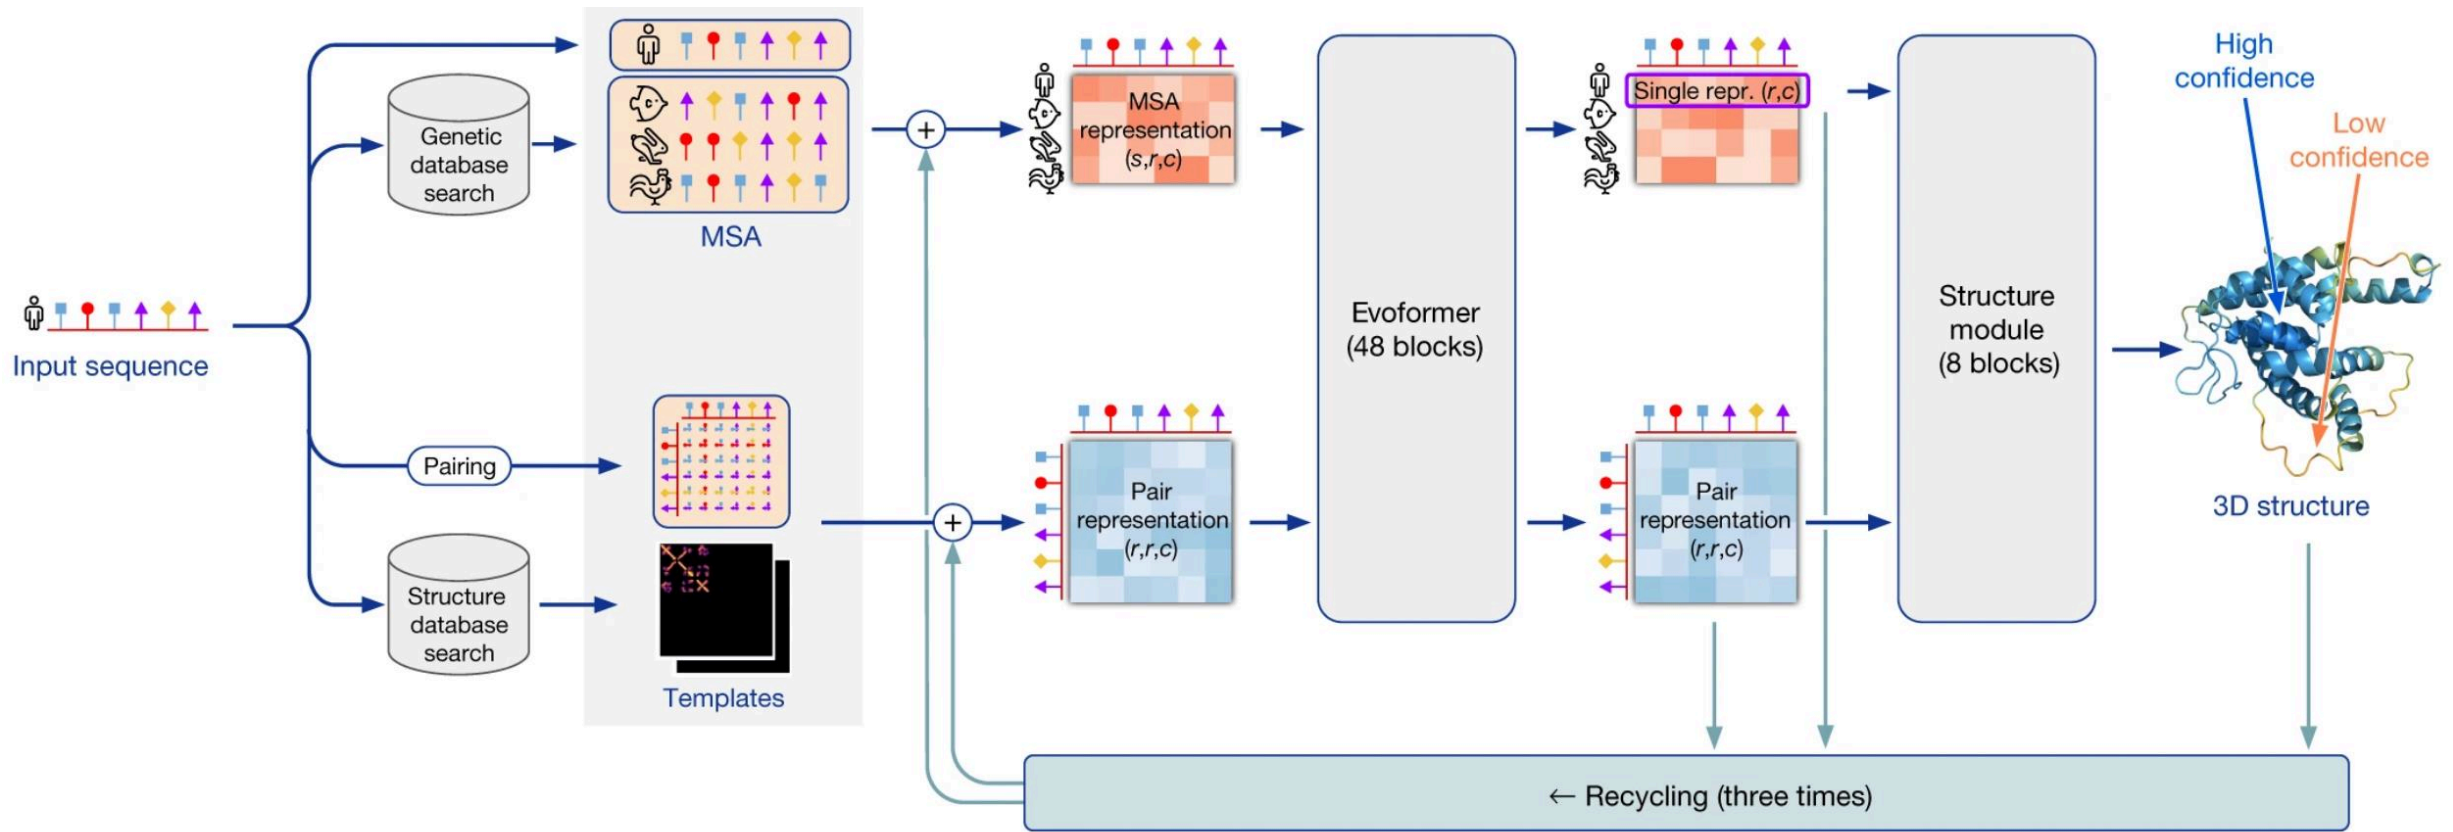 Input sequence
Genetic
database
search
Pairing
Structure
database
search
MSA
Templates
+
+
MSA
representation
(s,r,c)
Pair
representation
(r,r,c)
Evoformer
(48 blocks)
Single repr. (r,c)
Pair
representation
(r,r,c)
Structure
module
(8 blocks)
High
confidence
Low
confidence
3D structure
← Recycling (three times)